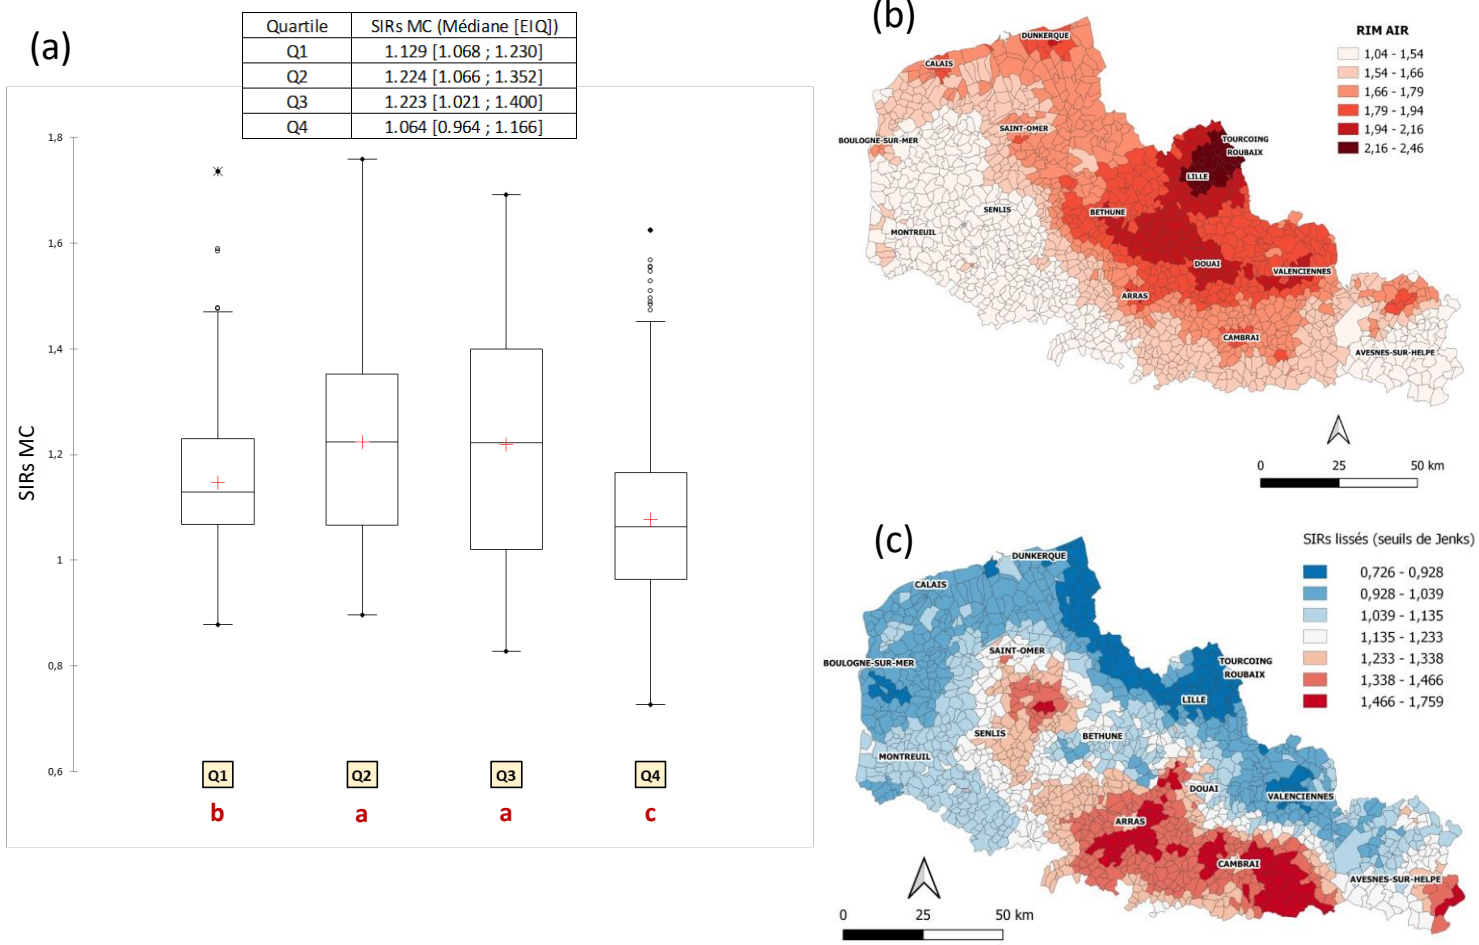 (a)
Quartile SIRs MC (Médiane [EIQ])
Q1 1.129 [1.068 ; 1.230]
Q2 1.224 [1.066 ; 1.352]
Q3 1.223 [1.021 ; 1.400]
Q4 1.064 [0.964 ; 1.166]
SIRs MC
1,8
1,6
1,4
1,2
1
0,8
0,6
Q1 Q2 Q3 Q4
b a a c
(b)
RIM AIR
1,04 - 1,54
1,54 - 1,66
1,66 - 1,79
1,79 - 1,94
1,94 - 2,16
2,16 - 2,46
DUNKERQUE
CALAIS
SAINT-OMER
BOULOGNE-SUR-MER
TOURCOING
ROUBAIX
LILLE
SENLIS
BETHUNE
MONTREUIL
DOUAI
VALENCIENNES
ARRAS
CAMBRAI
AVESNES-SUR-HELPE
0 25 50 km
(c)
SIRs lissés (seuils de Jenks)
0,726 - 0,928
0,928 - 1,039
1,039 - 1,135
1,135 - 1,233
1,233 - 1,338
1,338 - 1,466
1,466 - 1,759
DUNKERQUE
CALAIS
SAINT-OMER
BOULOGNE-SUR-MER
TOURCOING
ROUBAIX
LILLE
SENLIS
BETHUNE
MONTREUIL
DOUAI
VALENCIENNES
ARRAS
CAMBRAI
AVESNES-SUR-HELPE
0 25 50 km